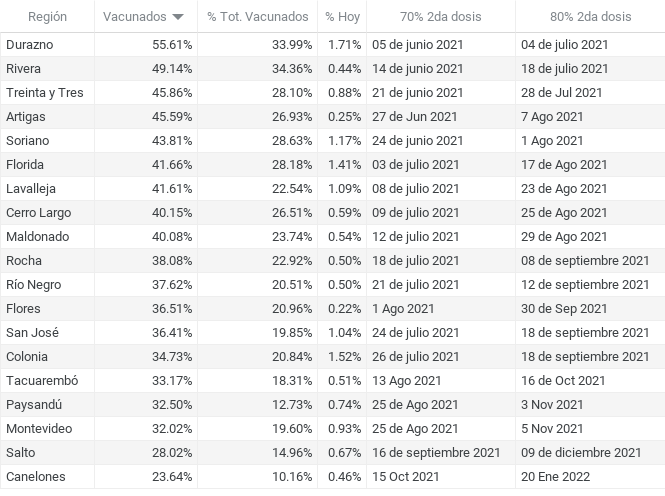 Región Vacunados % Tot. Vacunados % Hoy 70% 2da dosis 80% 2da dosis
Durazno 55.61% 33.99% 1.71% 05 de junio 2021 04 de julio 2021
Rivera 49.14% 34.36% 0.44% 14 de junio 2021 18 de julio 2021
Treinta y Tres 45.86% 28.10% 0.88% 21 de junio 2021 28 de Jul 2021
Artigas 45.59% 26.93% 0.25% 27 de Jun 2021 7 Ago 2021
Soriano 43.81% 28.63% 1.17% 24 de junio 2021 1 Ago 2021
Florida 41.66% 28.18% 1.41% 03 de julio 2021 17 de Ago 2021
Lavalleja 41.61% 22.54% 1.09% 08 de julio 2021 23 de Ago 2021
Cerro Largo 40.15% 26.51% 0.59% 09 de julio 2021 25 de Ago 2021
Maldonado 40.08% 23.74% 0.54% 12 de julio 2021 29 de Ago 2021
Rocha 38.08% 22.92% 0.50% 18 de julio 2021 08 de septiembre 2021
Río Negro 37.62% 20.51% 0.50% 21 de julio 2021 12 de septiembre 2021
Flores 36.51% 20.96% 0.22% 1 Ago 2021 30 de Sep 2021
San José 36.41% 19.85% 1.04% 24 de julio 2021 18 de septiembre 2021
Colonia 34.73% 20.84% 1.52% 26 de julio 2021 18 de septiembre 2021
Tacuarembó 33.17% 18.31% 0.51% 13 Ago 2021 16 de Oct 2021
Paysandú 32.50% 12.73% 0.74% 25 de Ago 2021 3 Nov 2021
Montevideo 32.02% 19.60% 0.93% 25 de Ago 2021 5 Nov 2021
Salto 28.02% 14.96% 0.67% 16 de septiembre 2021 09 de diciembre 2021
Canelones 23.64% 10.16% 0.46% 15 Oct 2021 20 Ene 2022